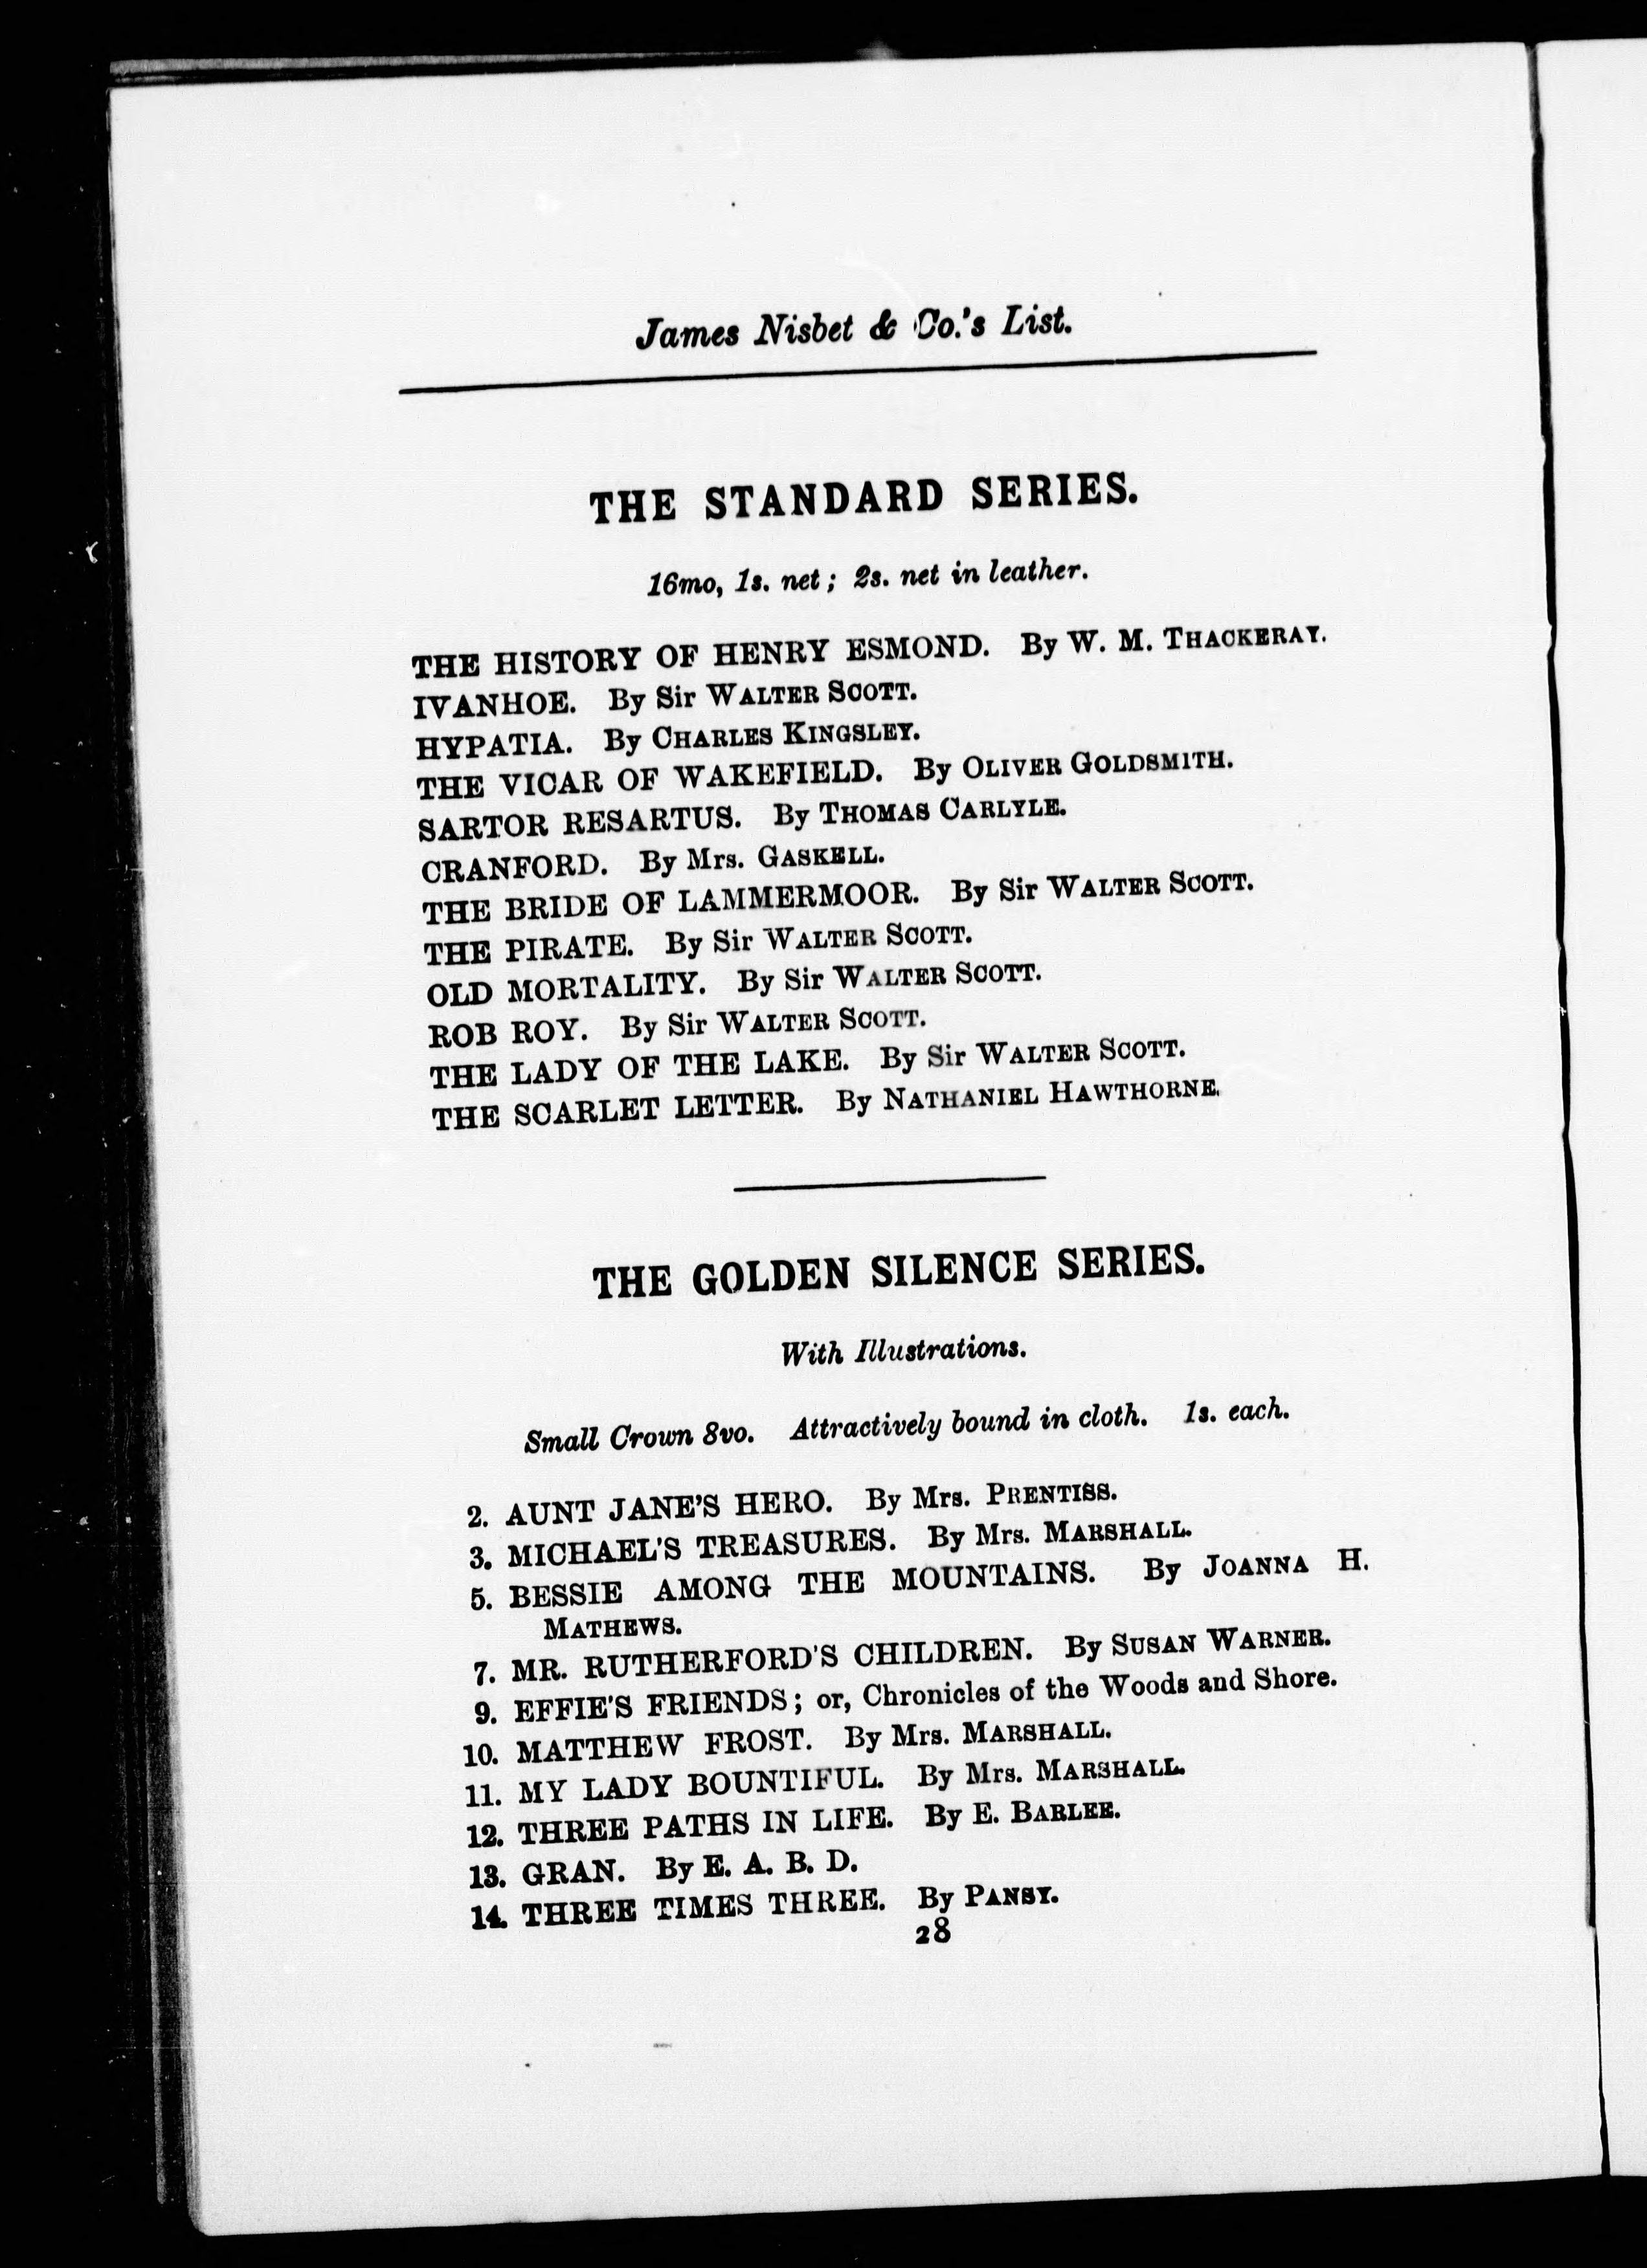 James Nisbet & Co.'s List.
THE STANDARD SERIES.
16mo, 1s. net; 2s. net in leather.
THE HISTORY OF HENRY ESMOND. By W. M. THACKERAY.
IVANHOE. By Sir WALTER SCOTT.
HYPATIA. By CHARLES KINGSLEY.
THE VICAR OF WAKEFIELD. By OLIVER GOLDSMITH.
SARTOR RESARTUS. By THOMAS CARLYLE.
CRANFORD. By Mrs. GASKELL.
THE BRIDE OF LAMMERMOOR. By Sir WALTER SCOTT.
THE PIRATE. By Sir WALTER SCOTT.
OLD MORTALITY. By Sir WALTER SCOTT.
ROB ROY. By Sir WALTER SCOTT.
THE LADY OF THE LAKE. By Sir WALTER SCOTT.
THE SCARLET LETTER. By NATHANIEL HAWTHORNE.
THE GOLDEN SILENCE SERIES.
With Illustrations.
Small Crown 8vo. Attractively bound in cloth. 1s. each.
2. AUNT JANE'S HERO. By Mrs. PRENTISS.
3. MICHAEL'S TREASURES. By Mrs. MARSHALL.
5. BESSIE AMONG THE MOUNTAINS. By JOANNA H.
MATHEWS.
7. MR. RUTHERFORD'S CHILDREN. By SUSAN WARNER.
9. EFFIE'S FRIENDS; or, Chronicles of the Woods and Shore.
10. MATTHEW FROST. By Mrs. MARSHALL.
11. MY LADY BOUNTIFUL. By Mrs. MARSHALL.
12. THREE PATHS IN LIFE. By E. BARLEE.
13. GRAN. By E. A. B. D.
14. THREE TIMES THREE. By PANSY.
28